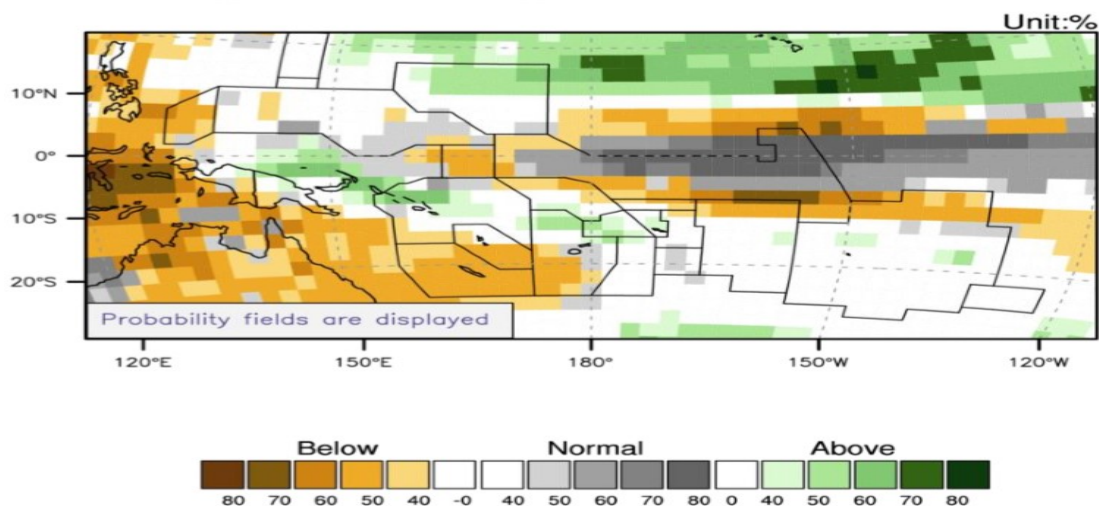 Unit:%
10°N
0°
10°S
20°S
Probability fields are displayed
120°E 150°E 180° 150°W 120°W
Below Normal Above
80 70 60 50 40 -0 40 50 60 70 80 0 40 50 60 70 80